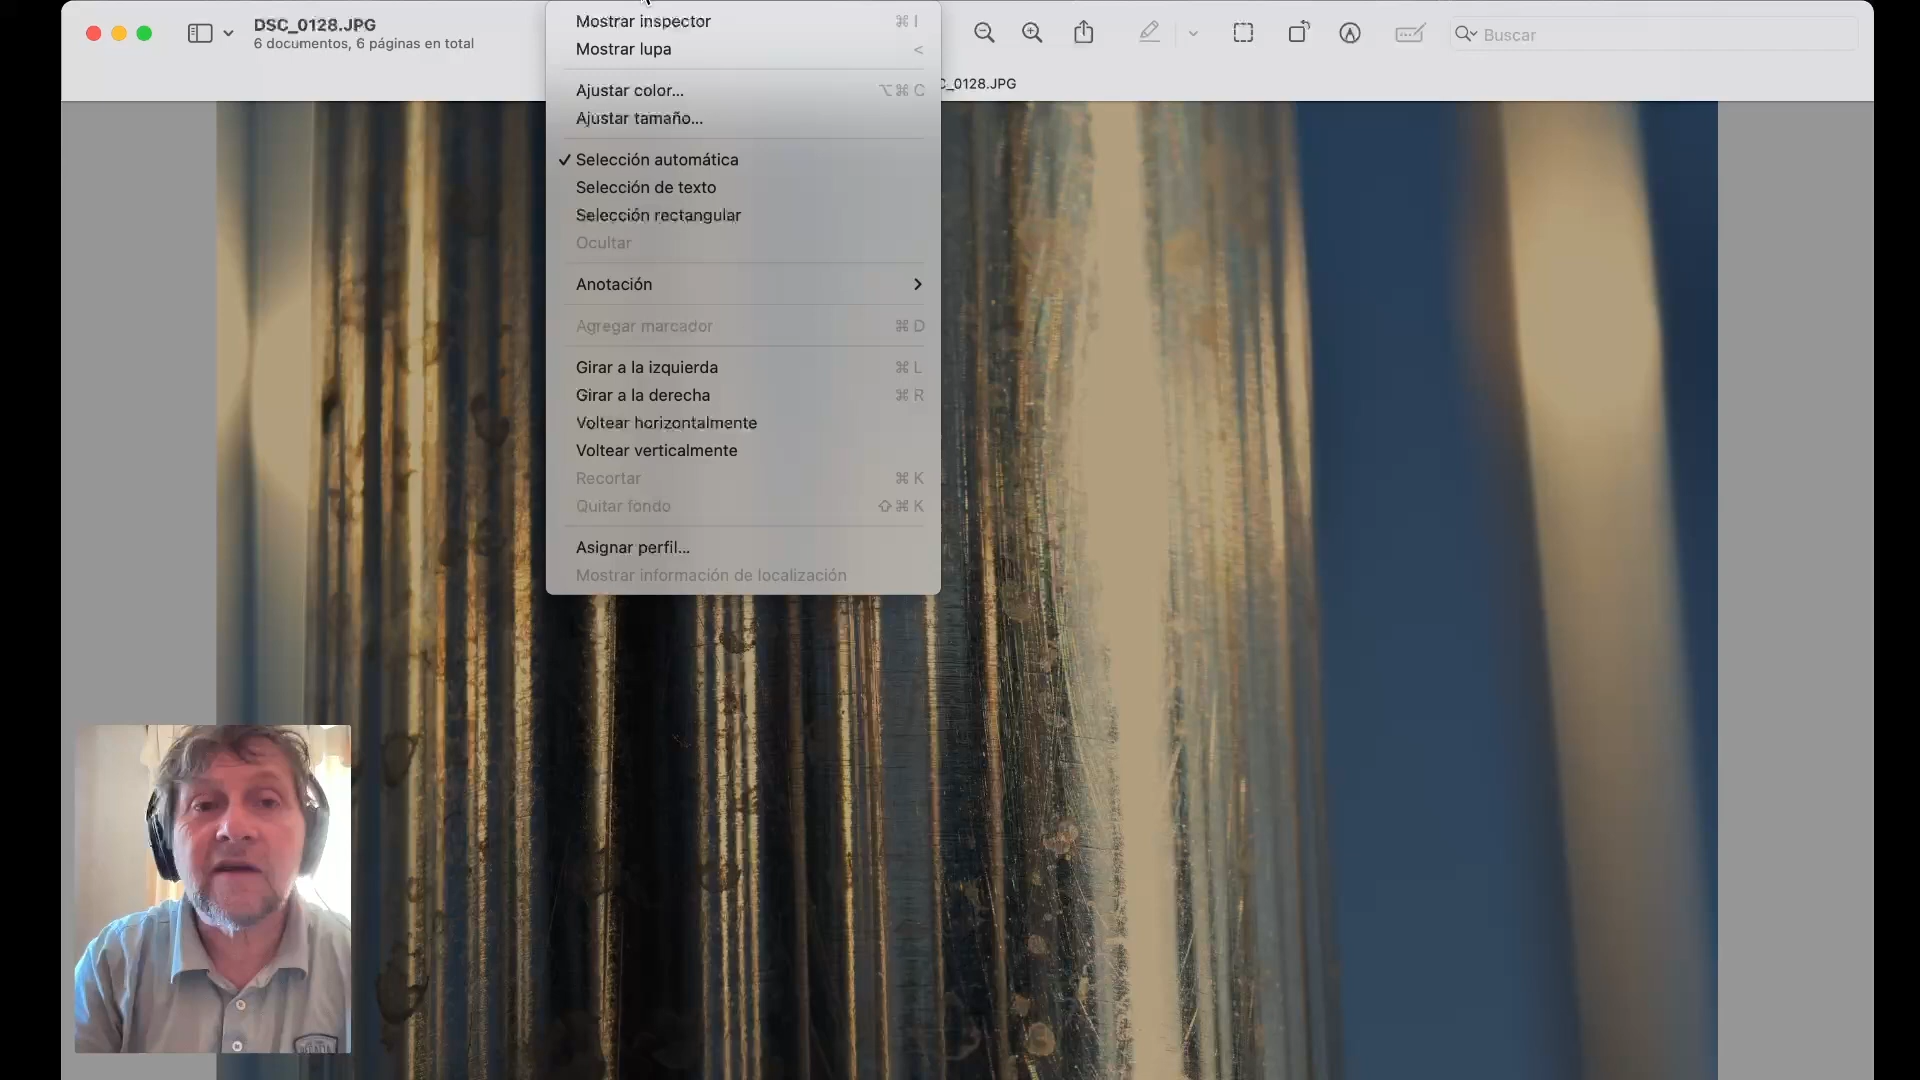 DSC_0128.JPG
6 documentos, 6 páginas en total
Buscar
C_0128.JPG
Mostrar inspector ⌘ I
Mostrar lupa <
Ajustar color... ⌥ ⌘ C
Ajustar tamaño...
✓ Selección automática
Selección de texto
Selección rectangular
Ocultar
Anotación >
Agregar marcador ⌘ D
Girar a la izquierda ⌘ L
Girar a la derecha ⌘ R
Voltear horizontalmente
Voltear verticalmente
Recortar ⌘ K
Quitar fondo ⇧ ⌘ K
Asignar perfil...
Mostrar información de localización